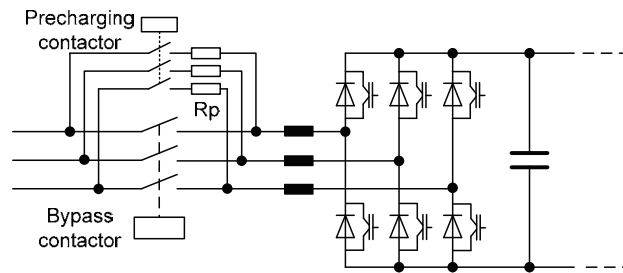 Precharging
contactor
Rp
Bypass
contactor